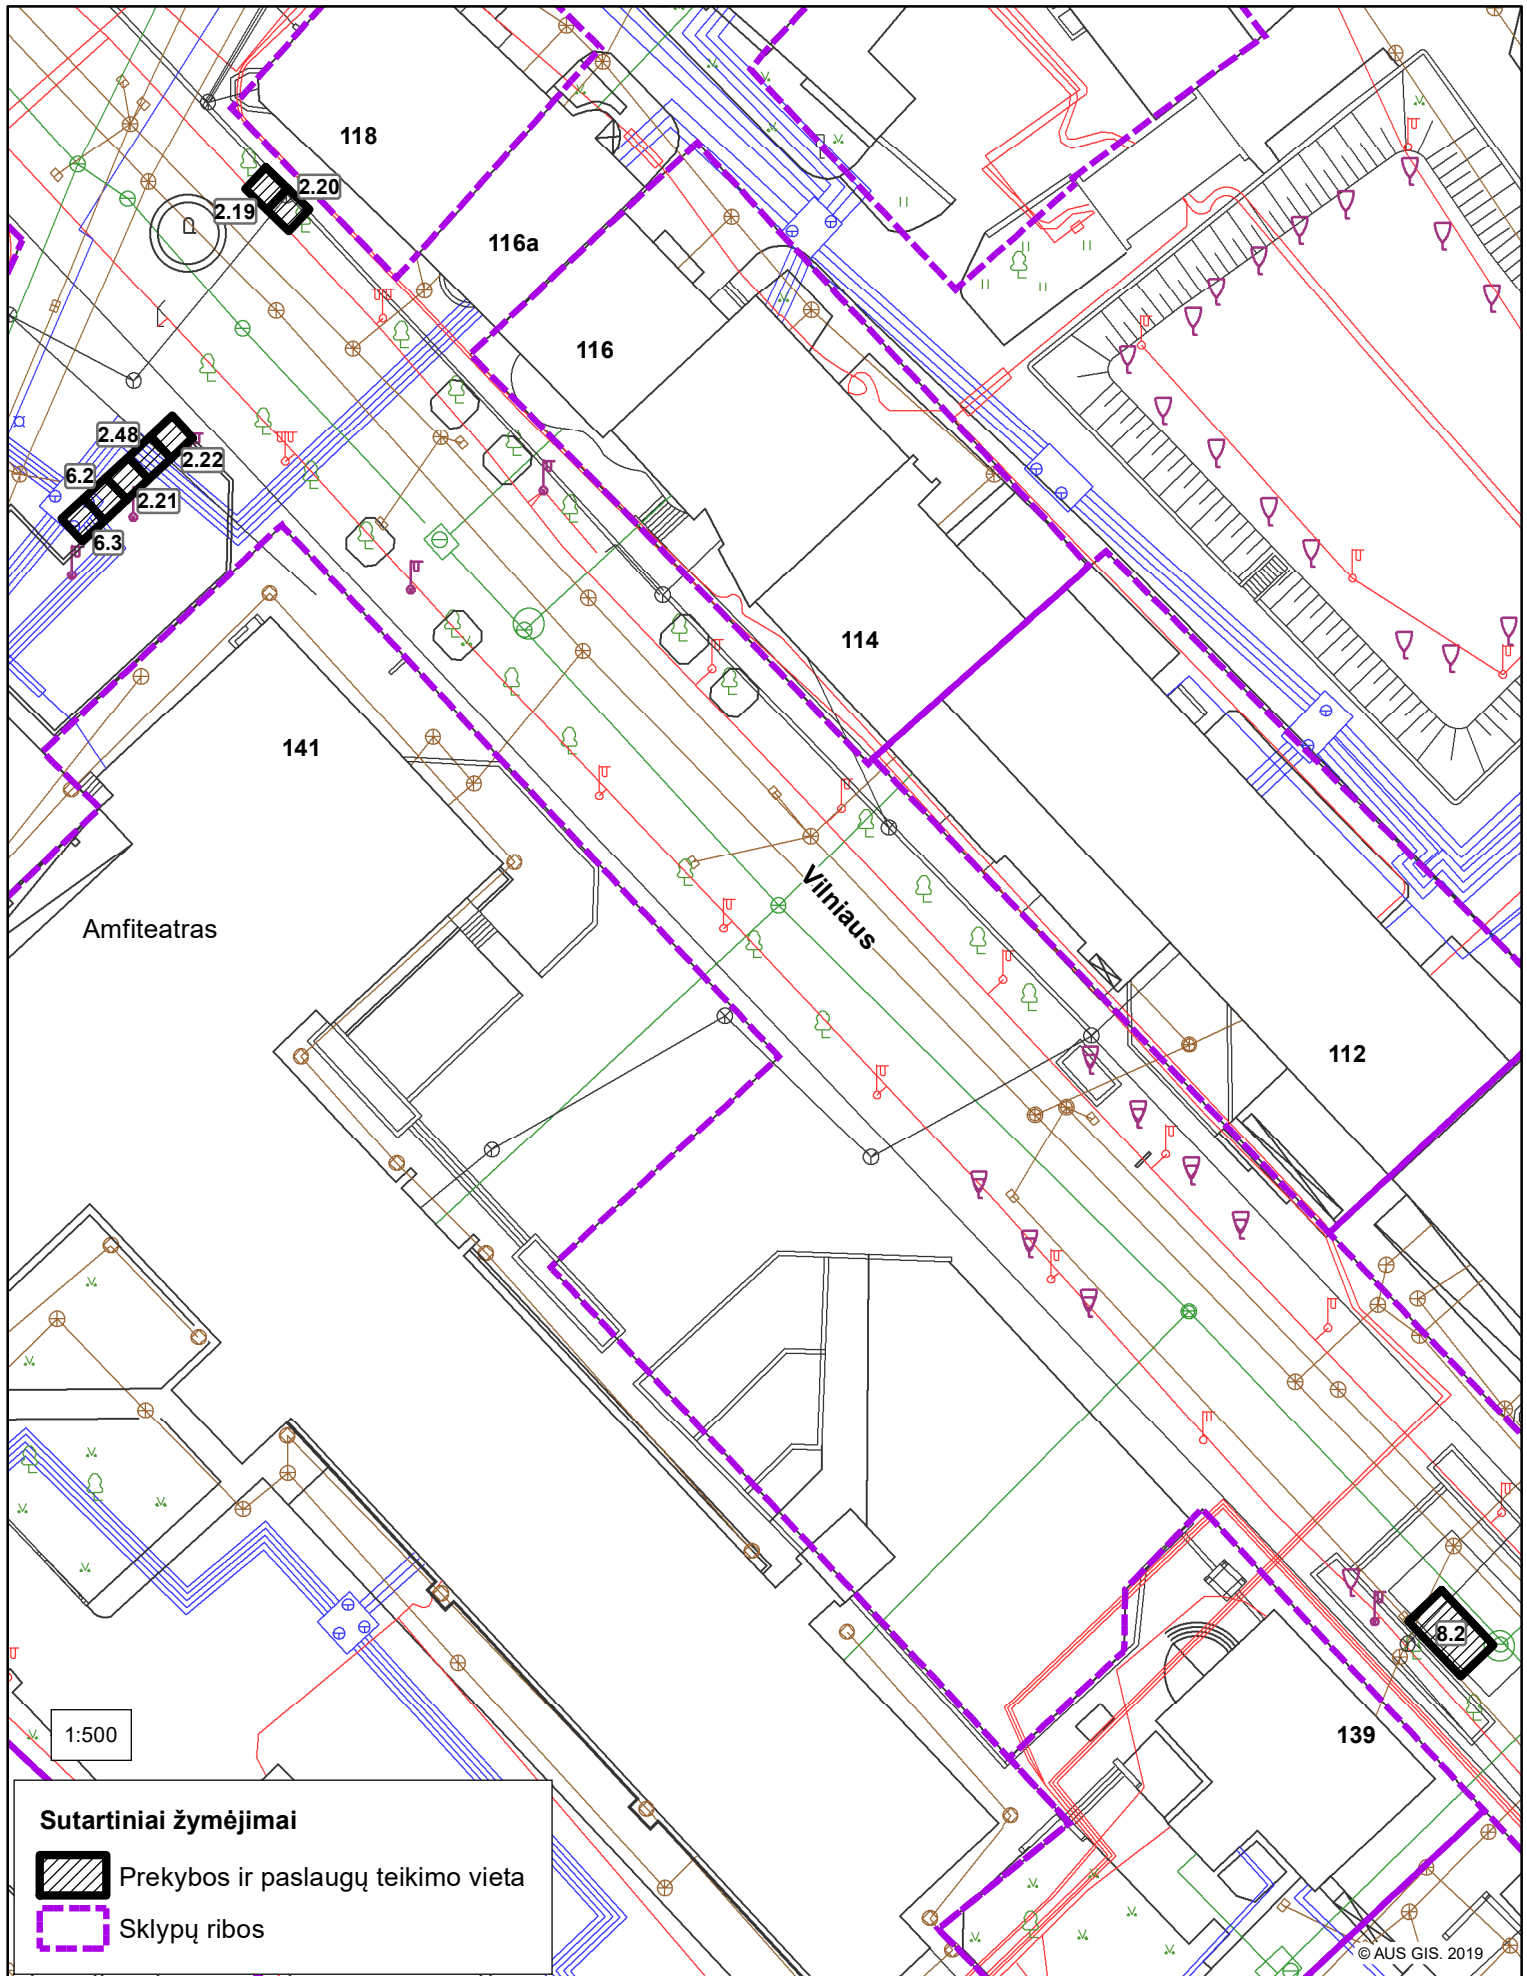 118
2.20
2.19
116a
116
2.48
2.22
6.2
2.21
6.3
114
141
Vilniaus
Amfiteatras
112
8.2
139
1:500
Sutartiniai žymėjimai
Prekybos ir paslaugų teikimo vieta
Sklypų ribos
© AUS GIS. 2019